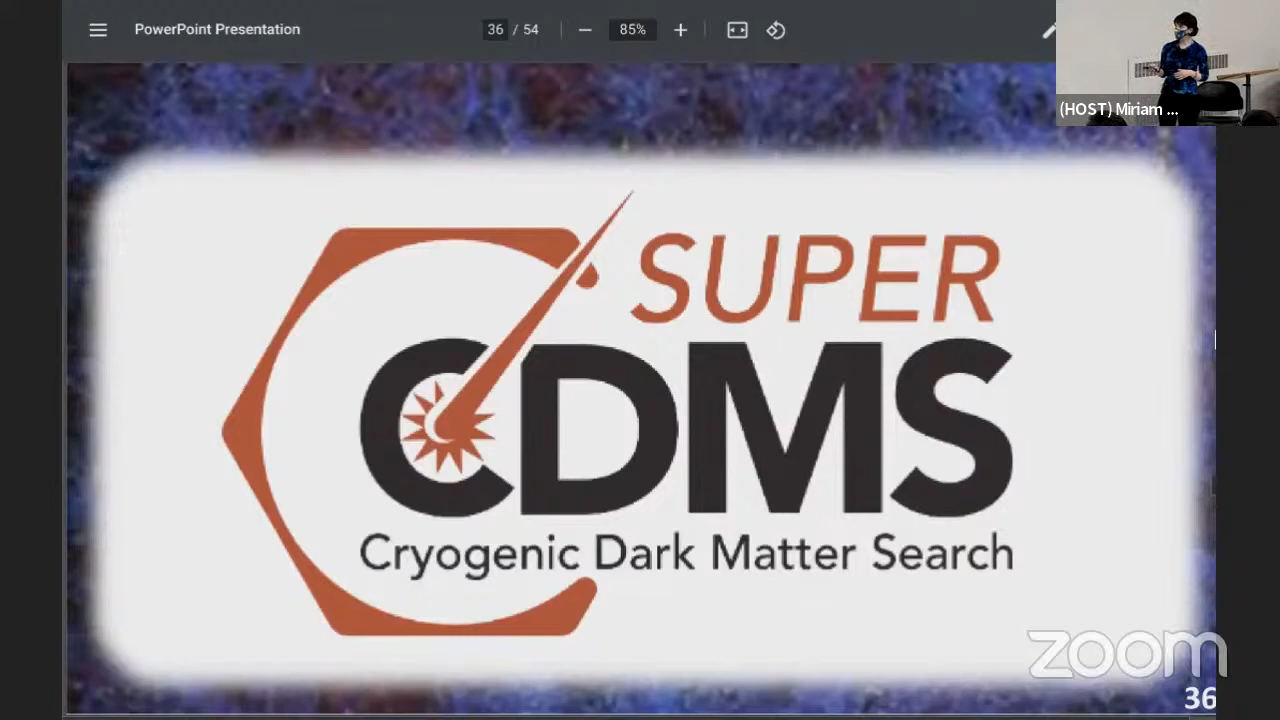 PowerPoint Presentation
36 / 54
85%
(HOST) Miriam ...
SUPER
CDMS
Cryogenic Dark Matter Search
zoom
36